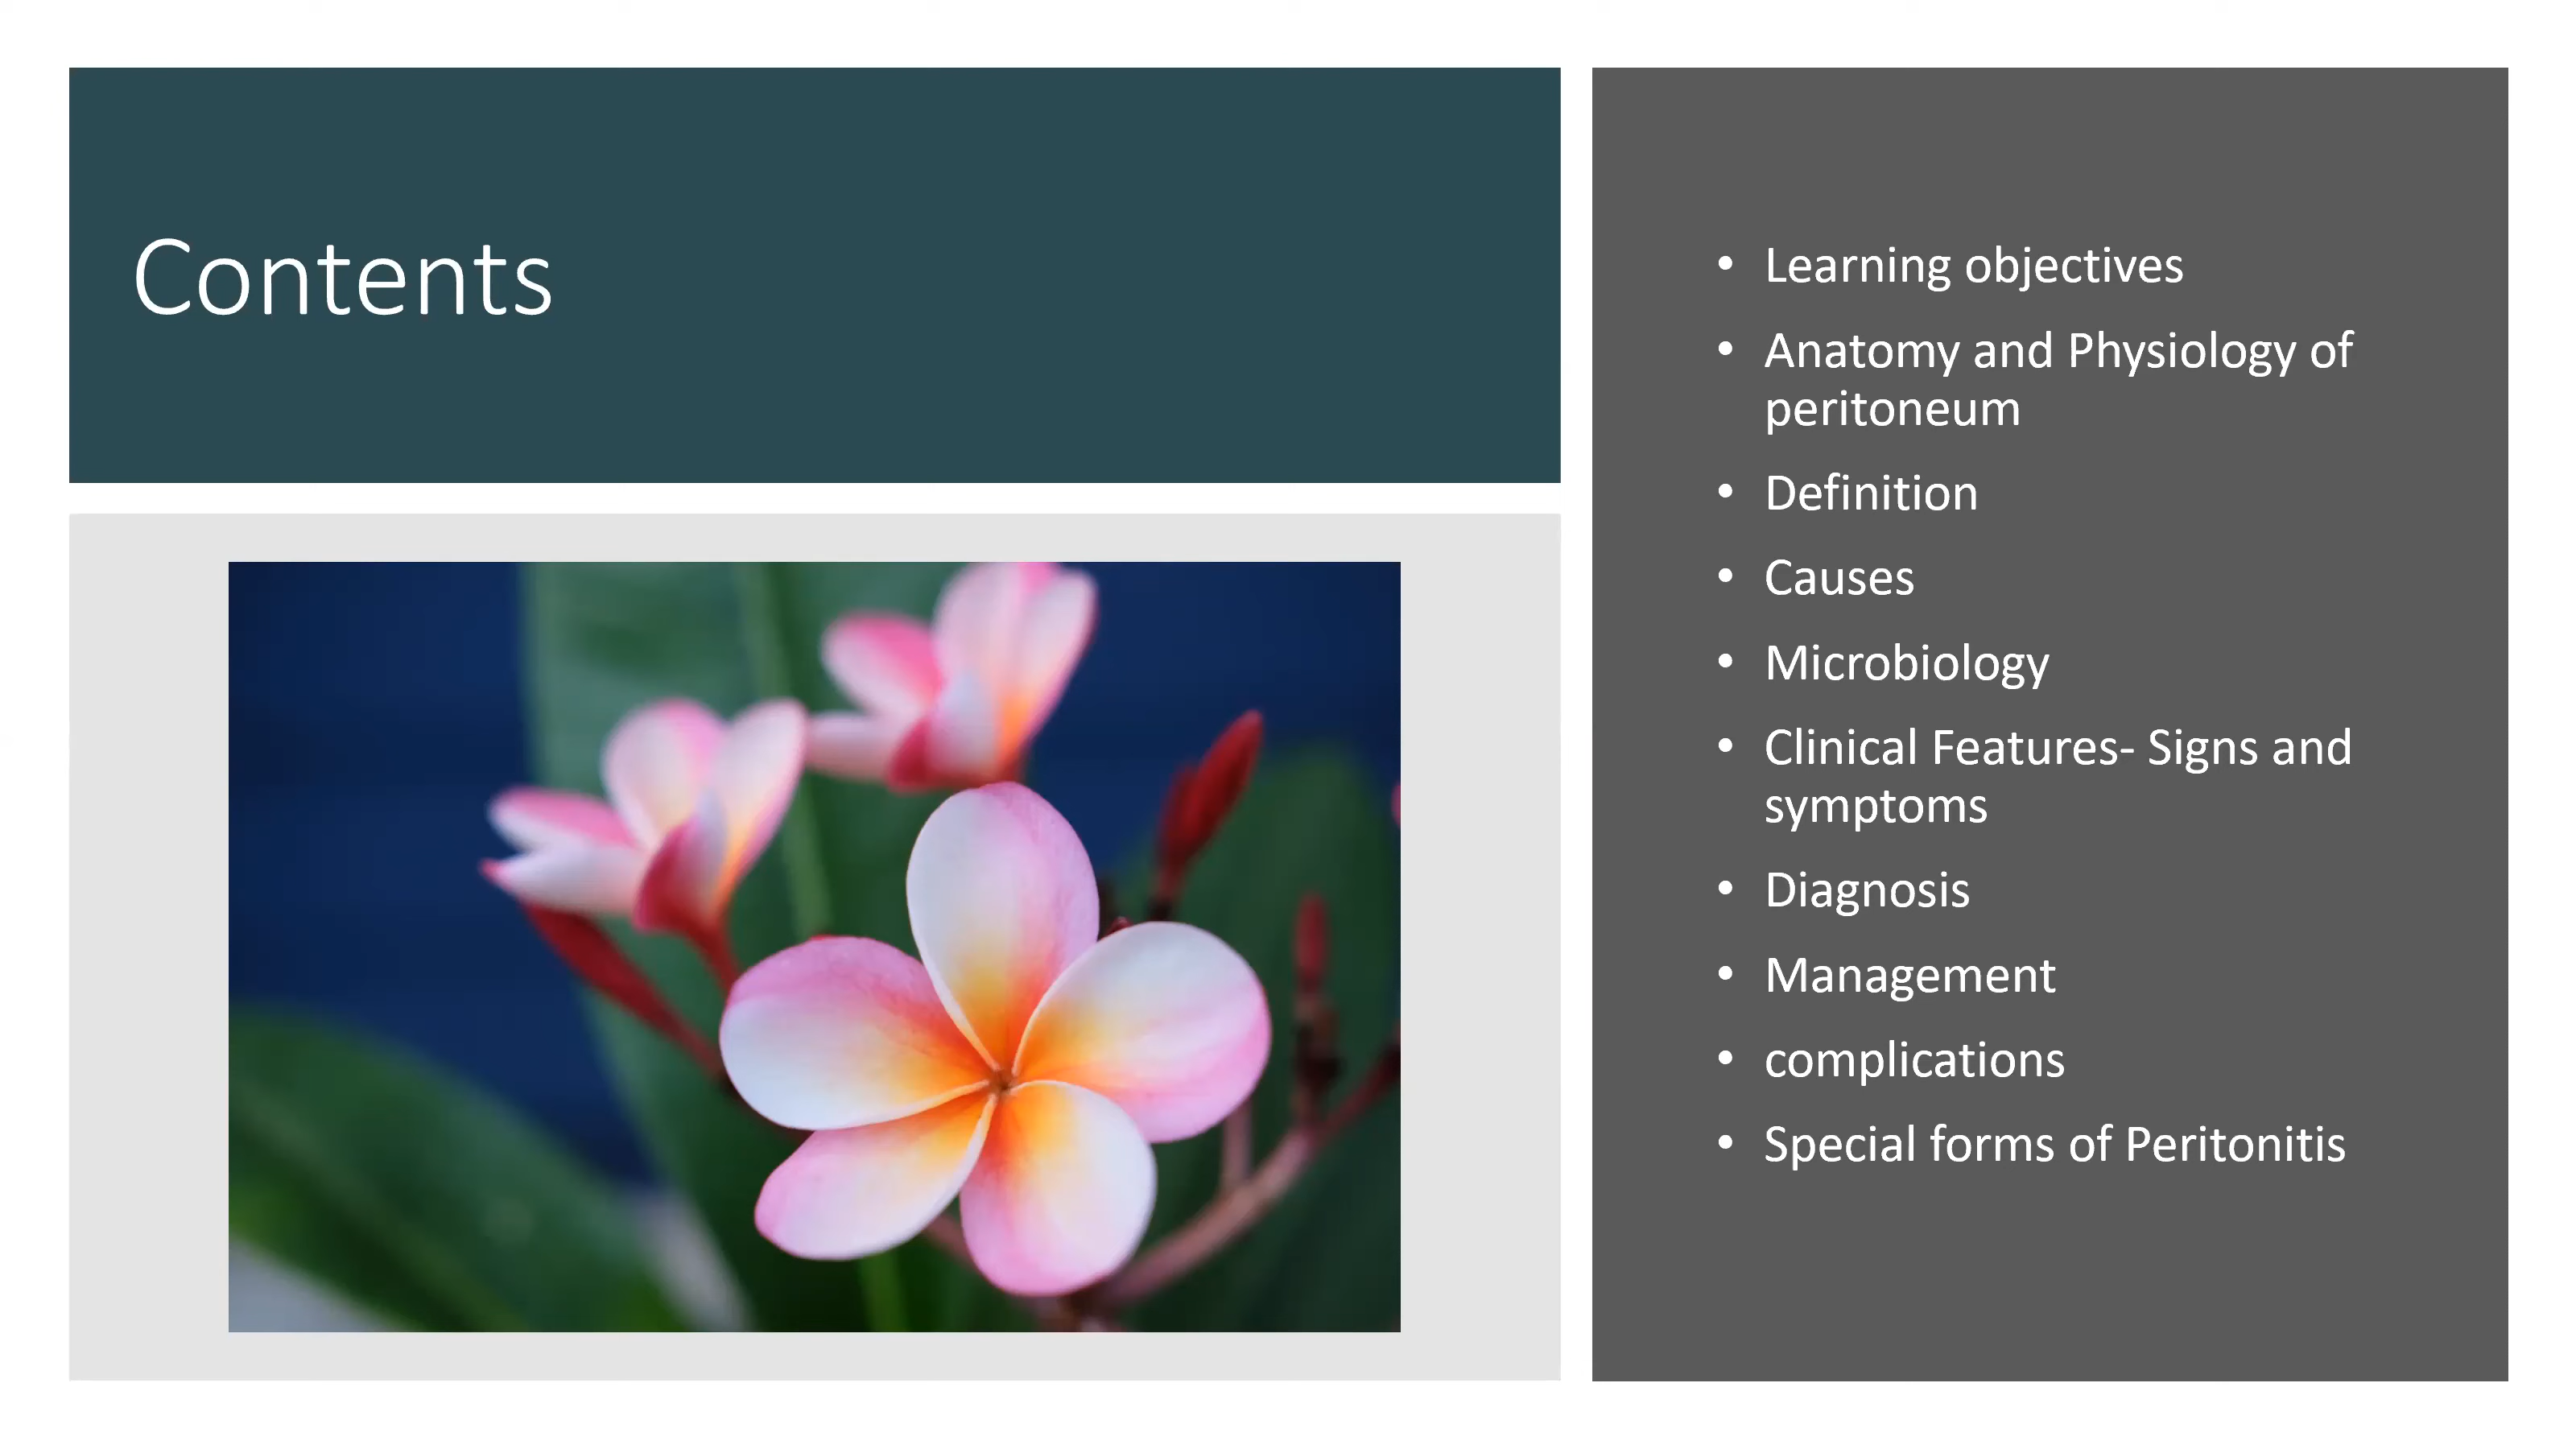 Contents
• Learning objectives
• Anatomy and Physiology of
peritoneum
• Definition
• Causes
• Microbiology
• Clinical Features- Signs and
symptoms
• Diagnosis
• Management
• complications
• Special forms of Peritonitis